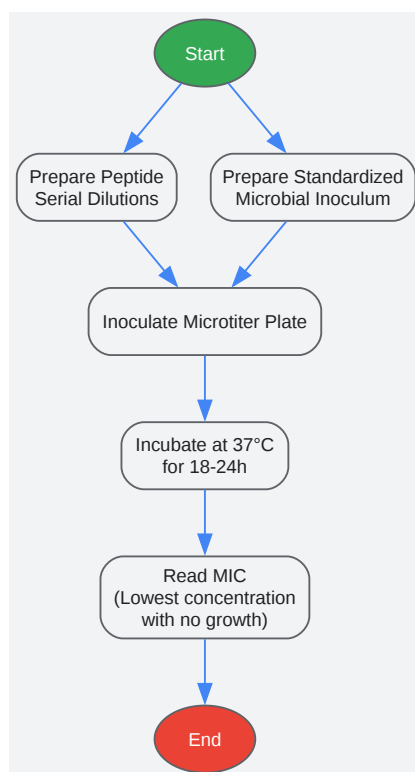 Start
Prepare Peptide
Serial Dilutions
Prepare Standardized
Microbial Inoculum
Inoculate Microtiter Plate
Incubate at 37°C
for 18-24h
Read MIC
(Lowest concentration
with no growth)
End